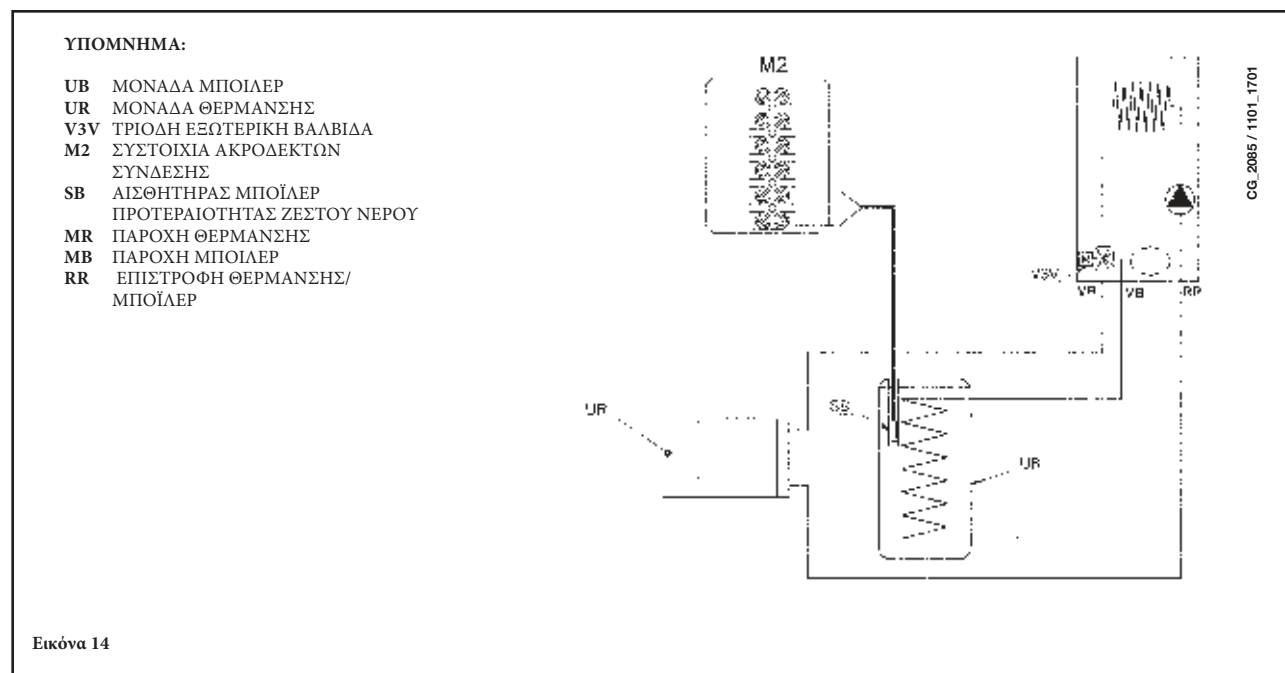 ΥΠΟΜΝΗΜΑ:
UB ΜΟΝΑΔΑ ΜΠΟΙΛΕΡ
UR ΜΟΝΑΔΑ ΘΕΡΜΑΝΣΗΣ
V3V ΤΡΙΟΔΗ ΕΞΩΤΕΡΙΚΗ ΒΑΛΒΙΔΑ
M2 ΣΥΣΤΟΙΧΙΑ ΑΚΡΟΔΕΚΤΩΝ
ΣΥΝΔΕΣΗΣ
SB ΑΙΣΘΗΤΗΡΑΣ ΜΠΟΪΛΕΡ
ΠΡΟΤΕΡΑΙΟΤΗΤΑΣ ΖΕΣΤΟΥ ΝΕΡΟΥ
MR ΠΑΡΟΧΗ ΘΕΡΜΑΝΣΗΣ
MB ΠΑΡΟΧΗ ΜΠΟΙΛΕΡ
RR ΕΠΙΣΤΡΟΦΗ ΘΕΡΜΑΝΣΗΣ/
ΜΠΟΪΛΕΡ
M2
CG_2085 / 1101_1701
V3V
RR
SB
UR
Εικόνα 14